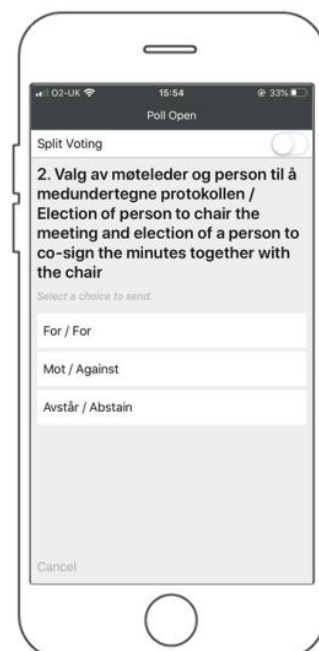 O2-UK 15:54 33%
Poll Open
Split Voting
2. Valg av møteleder og person til å
medundertegne protokollen /
Election of person to chair the
meeting and election of a person to
co-sign the minutes together with
the chair
Select a choice to send.
For / For
Mot / Against
Avstår / Abstain
Cancel